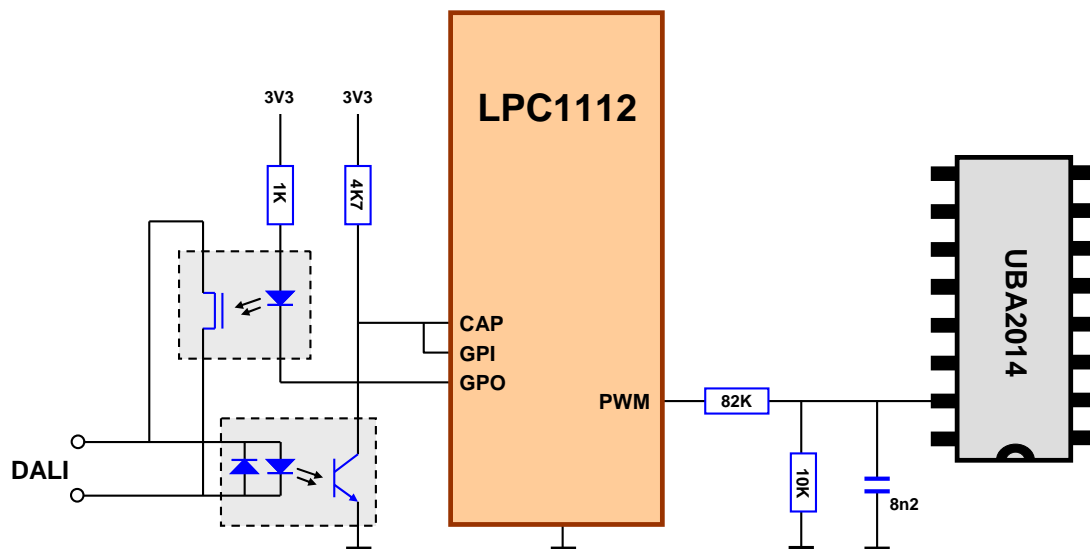 LPC1112
3V3
3V3
1K
4K7
UBA2014
CAP
GPI
GPO
PWM
82K
DALI
10K
8n2